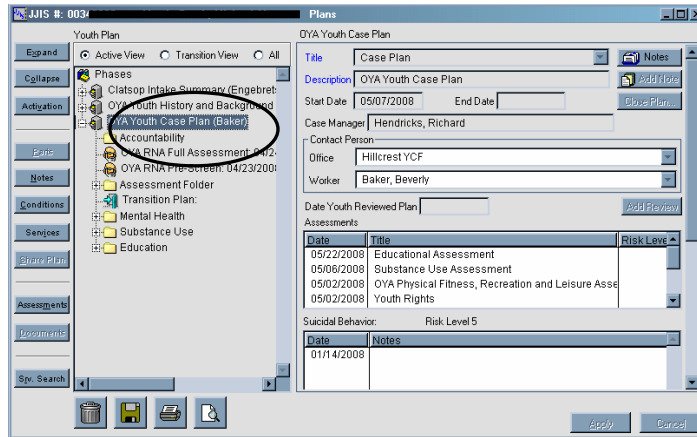 JJIS #: 0034
Plans
Expand
Collapse
Activation
Parts
Notes
Conditions
Services
Share Plan
Assessments
Documents
Srv. Search
Youth Plan
Active View
Transition View
All
Phases
Clatsop Intake Summary (Engebrets
OYA Youth History and Background
OYA Youth Case Plan (Baker)
Accountability
OYA RNA Full Assessment: 04/24
OYA RNA Pre-Screen: 04/23/200
Assessment Folder
Transition Plan:
Mental Health
Substance Use
Education
OYA Youth Case Plan
Title Case Plan
Notes
Description OYA Youth Case Plan
Add Note
Start Date 05/07/2008 End Date
Close Plan...
Case Manager Hendricks, Richard
Contact Person
Office Hillcrest YCF
Worker Baker, Beverly
Date Youth Reviewed Plan
Add Review
Assessments
Date Title Risk Leve
05/22/2008 Educational Assessment
05/06/2008 Substance Use Assessment
05/02/2008 OYA Physical Fitness, Recreation and Leisure Asse
05/02/2008 Youth Rights
Suicidal Behavior: Risk Level 5
Date Notes
01/14/2008
Apply
Cancel